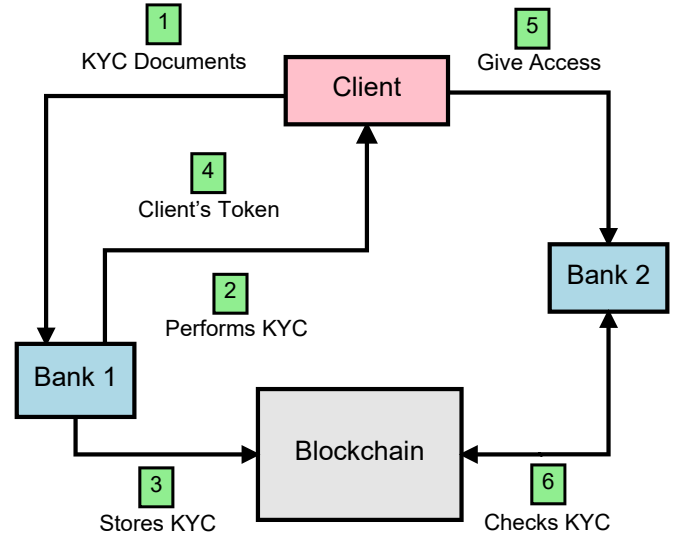 1
KYC Documents
5
Give Access
Client
4
Client's Token
Bank 2
2
Performs KYC
Bank 1
Blockchain
3
Stores KYC
6
Checks KYC